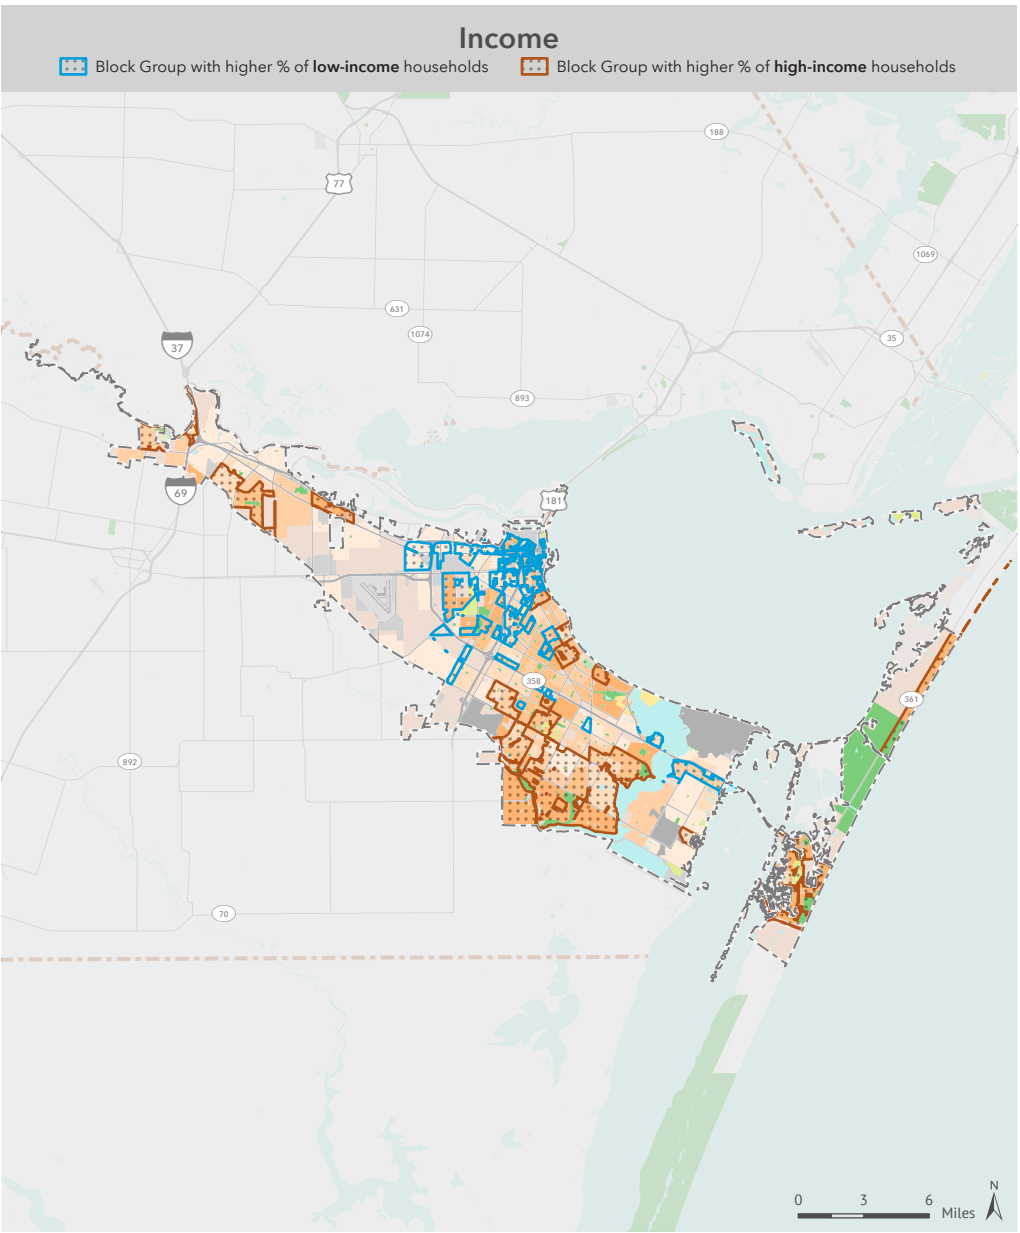 Income
Block Group with higher % of low-income households
Block Group with higher % of high-income households
188
77
1069
631
1074
35
37
893
69
181
358
361
892
70
N
0 3 6
Miles